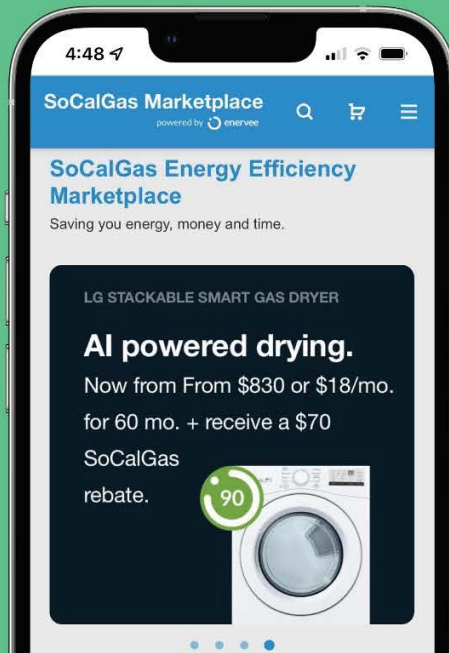 4:48
SoCalGas Marketplace
powered by enervee
SoCalGas Energy Efficiency
Marketplace
Saving you energy, money and time.
LG STACKABLE SMART GAS DRYER
AI powered drying.
Now from From $830 or $18/mo.
for 60 mo. + receive a $70
SoCalGas
rebate.
90